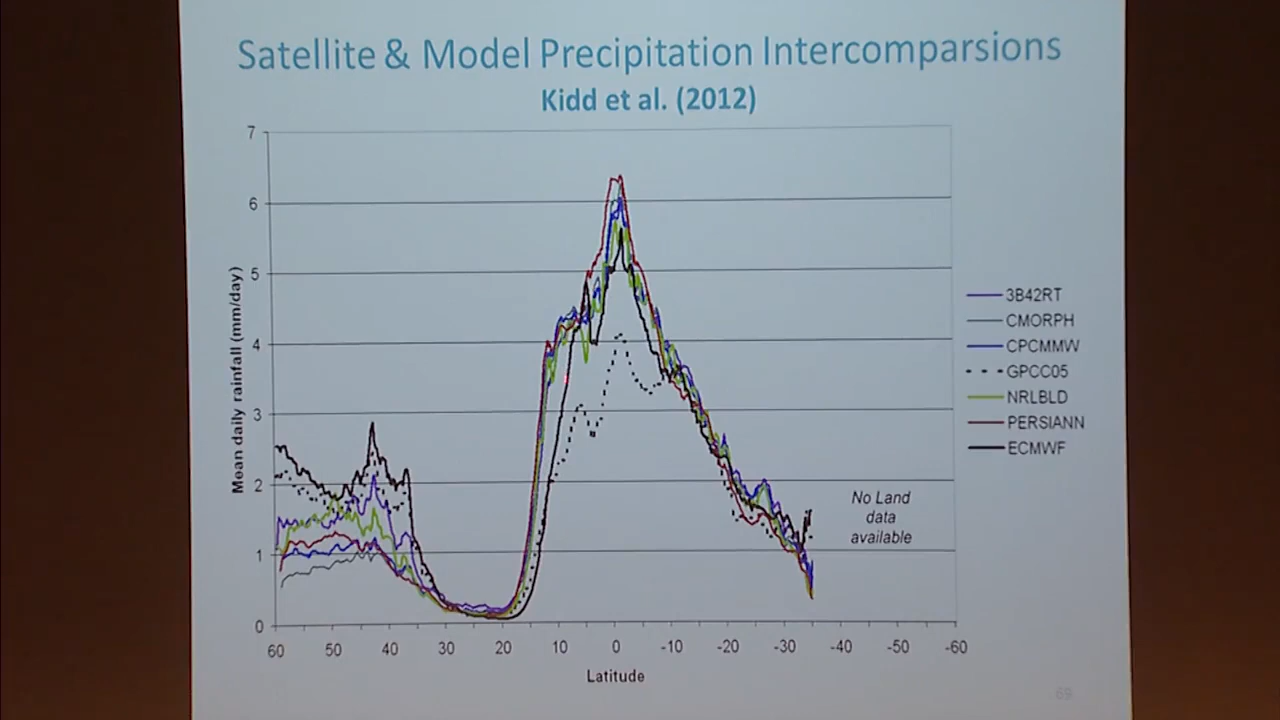 Satellite & Model Precipitation Intercomparsions
Kidd et al. (2012)
7
6
5
4
3
2
1
0
Mean daily rainfall (mm/day)
60 50 40 30 20 10 0 -10 -20 -30 -40 -50 -60
Latitude
No Land
data
available
3B42RT
CMORPH
CPCMMW
GPCC05
NRLBLD
PERSIANN
ECMWF
69